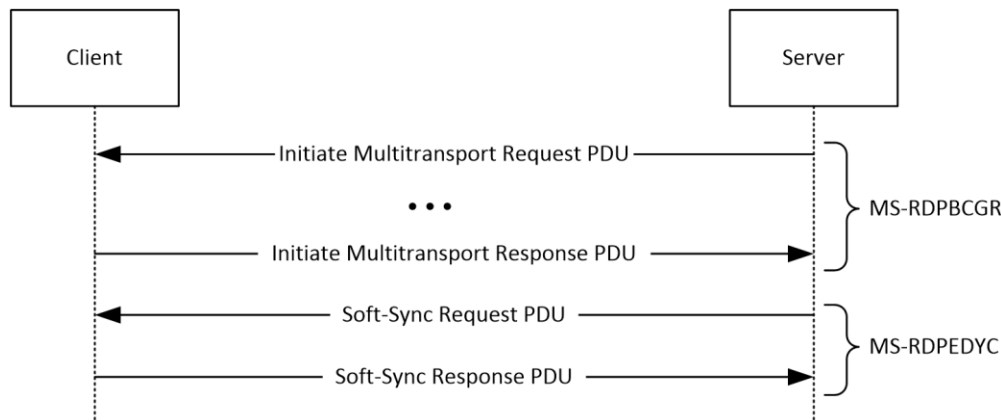 Client
Server
Initiate Multitransport Request PDU
MS-RDPBCGR
Initiate Multitransport Response PDU
Soft-Sync Request PDU
MS-RDPEDYC
Soft-Sync Response PDU